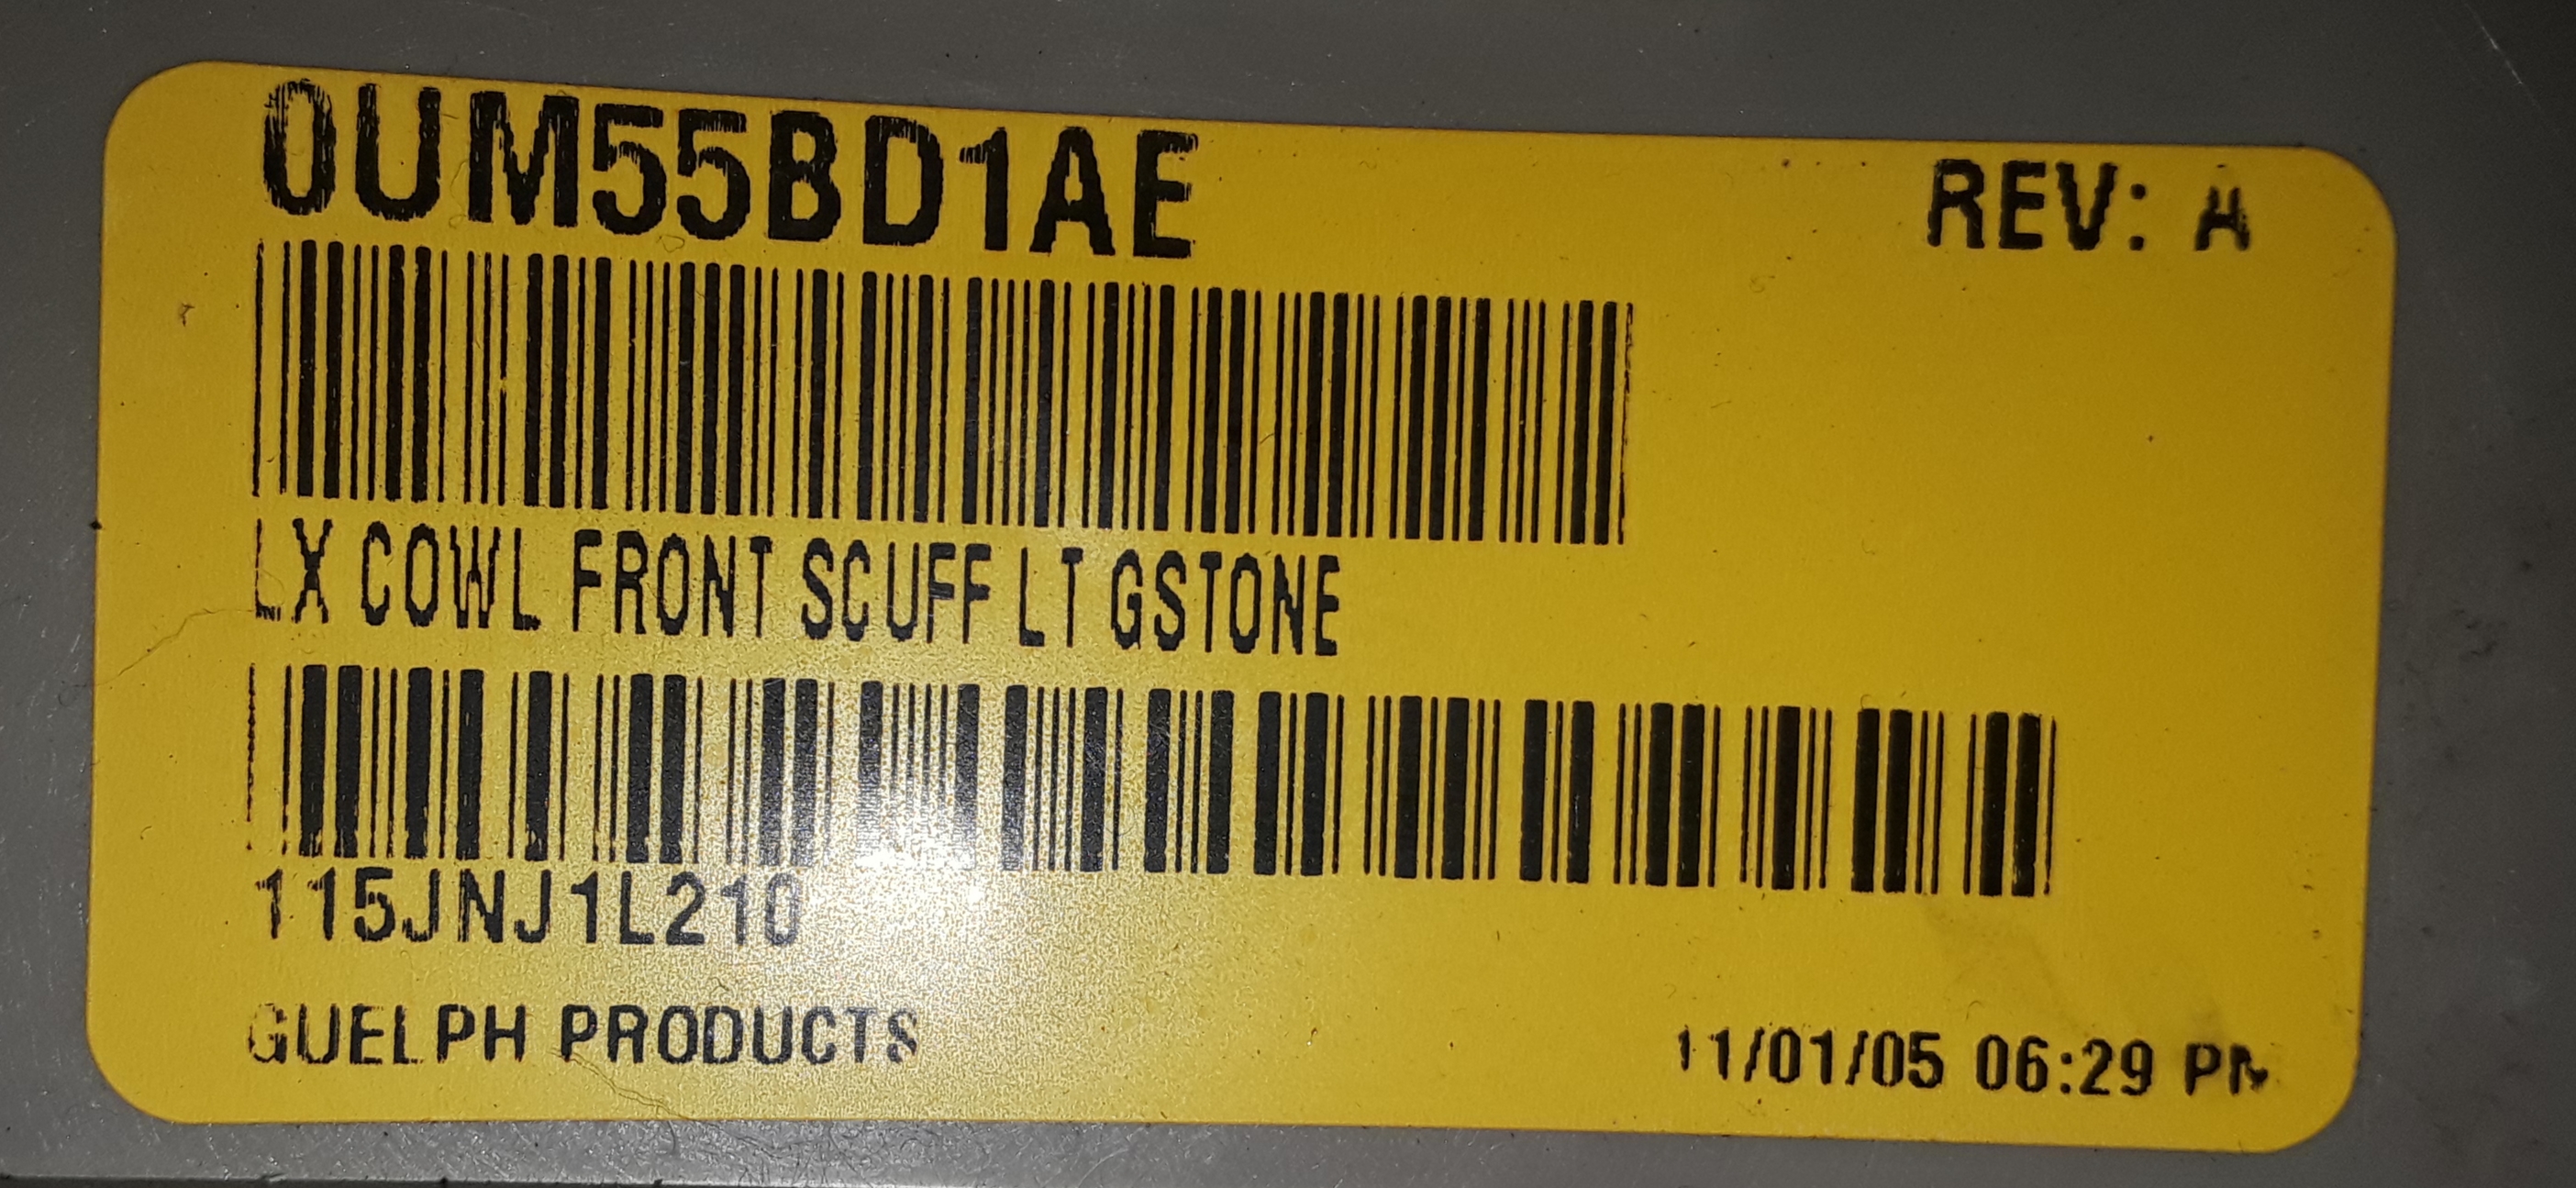 0UM55BD1AE
REV: A
LX COWL FRONT SCUFF LT GSTONE
115JNJ1L210
GUELPH PRODUCTS
11/01/05 06:29 PM